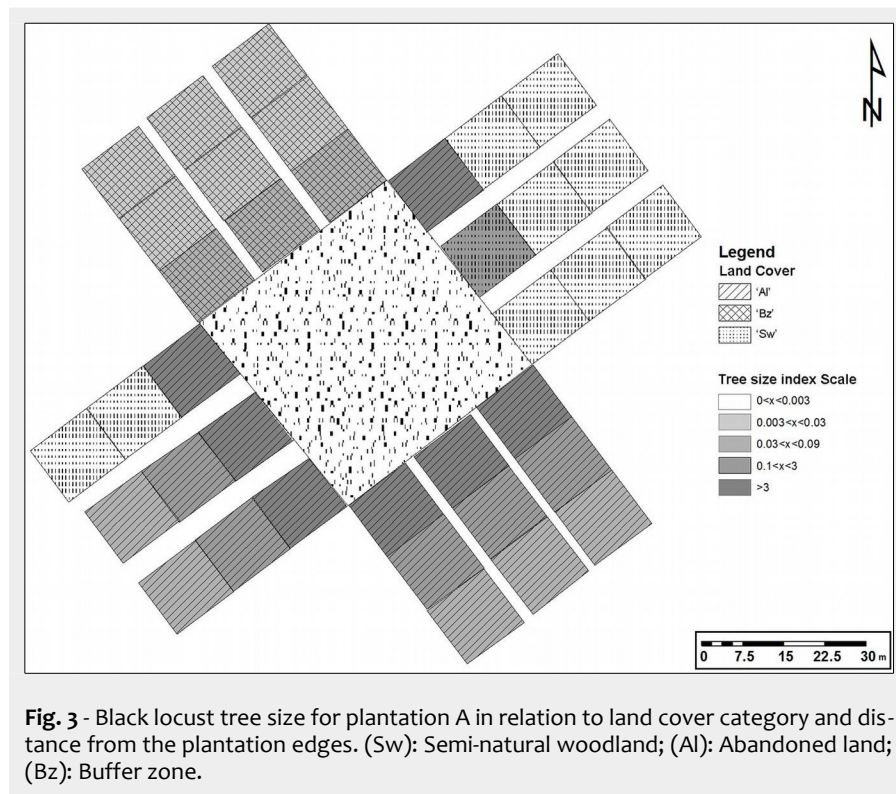 N
Legend
Land Cover
'Al'
'Bz'
'Sw'
Tree size index Scale
0<x<0.003
0.003<x<0.03
0.03<x<0.09
0.1<x<3
>3
0 7.5 15 22.5 30 m
Fig. 3 - Black locust tree size for plantation A in relation to land cover category and dis-
tance from the plantation edges. (Sw): Semi-natural woodland; (Al): Abandoned land;
(Bz): Buffer zone.